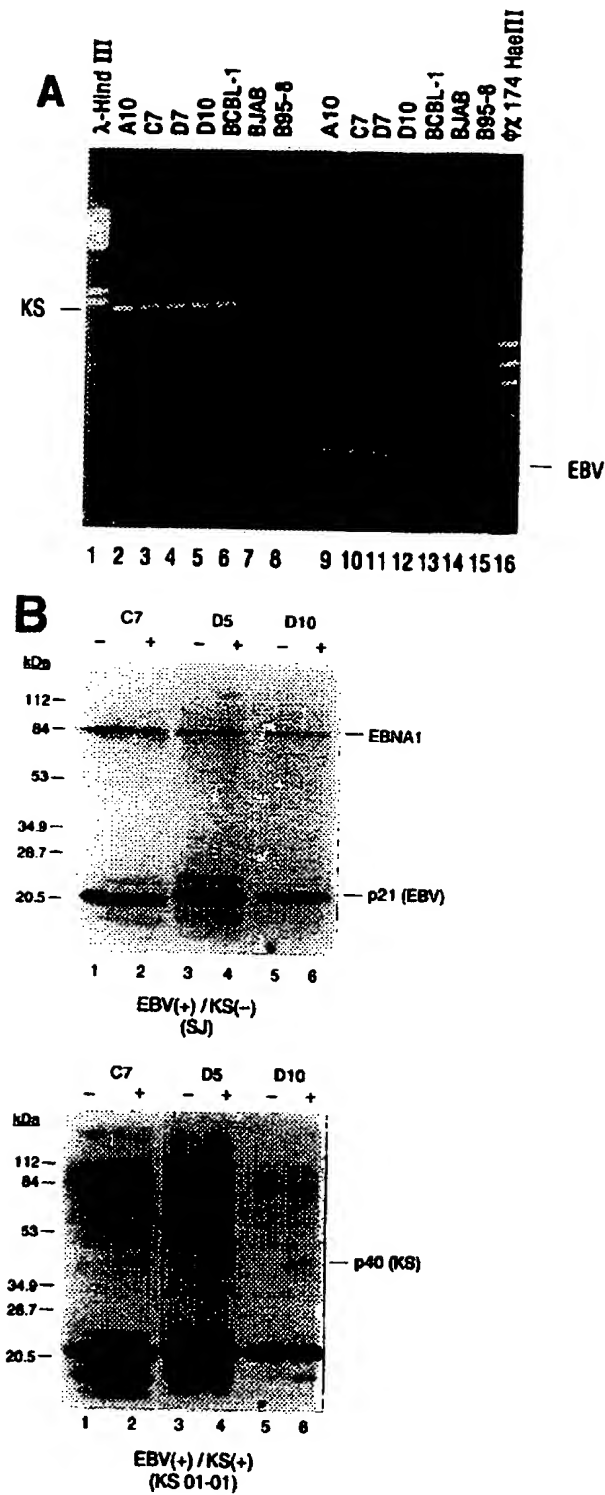 A
λ-Hind III A10 C7 D7 D10 BCBL-1 BJAB B95-8 A10 C7 D7 D10 BCBL-1 BJAB B95-8 ΦX 174 HaeIII
KS
EBV
1 2 3 4 5 6 7 8 9 10 11 12 13 14 15 16
B
C7 D5 D10
- + - + - +
kDa
112
84
EBNA1
53
34.9
28.7
20.5
p21 (EBV)
1 2 3 4 5 6
EBV(+) / KS(-)
(SJ)
C7 D5 D10
- + - + - +
kDa
112
84
53
p40 (KS)
34.9
28.7
20.5
1 2 3 4 5 6
EBV(+) / KS(+)
(KS 01-01)